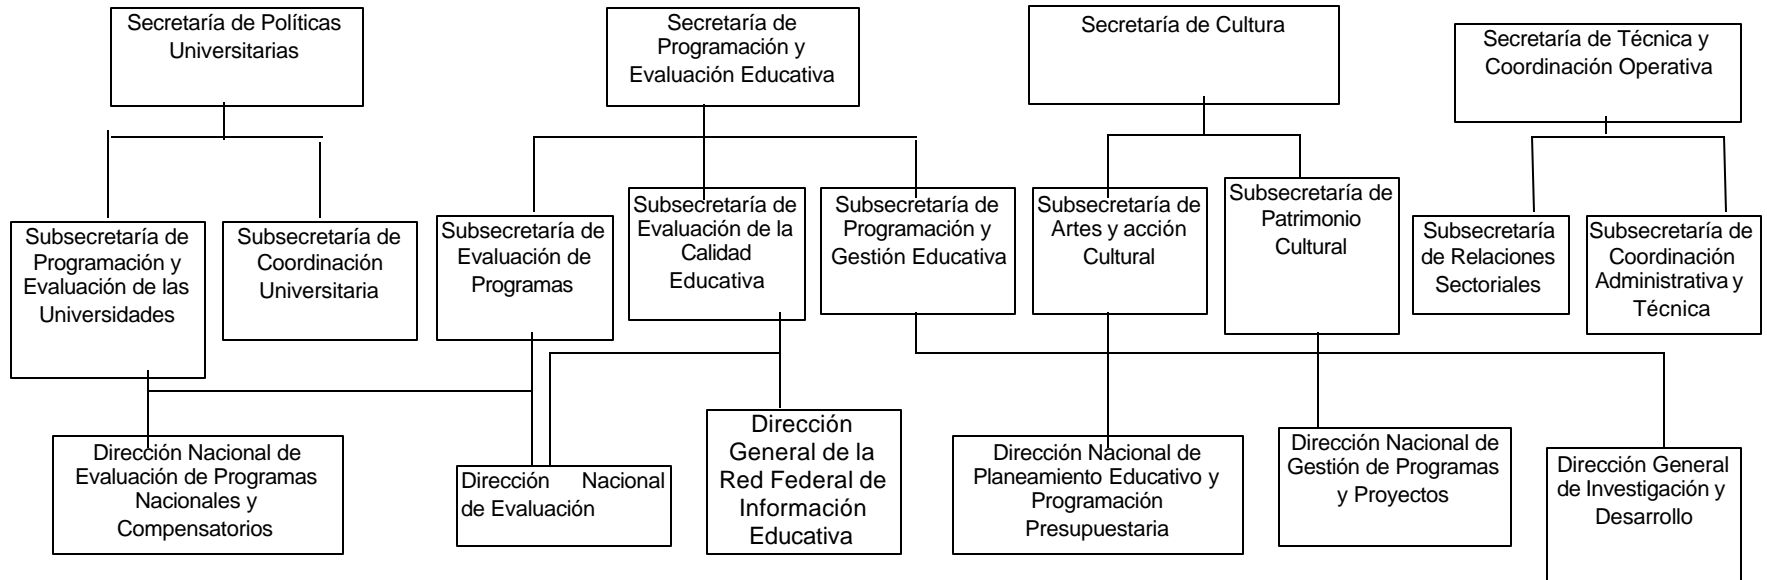 Secretaría de Políticas
Universitarias
Secretaría de
Programación y
Evaluación Educativa
Secretaría de Cultura
Secretaría de Técnica y
Coordinación Operativa
Subsecretaría de
Programación y
Evaluación de las
Universidades
Subsecretaría de
Coordinación
Universitaria
Subsecretaría de
Evaluación de
Programas
Subsecretaría de
Evaluación de la
Calidad
Educativa
Subsecretaría de
Programación y
Gestión Educativa
Subsecretaría de
Artes y acción
Cultural
Subsecretaría de
Patrimonio
Cultural
Subsecretaría
de Relaciones
Sectoriales
Subsecretaría de
Coordinación
Administrativa y
Técnica
Dirección Nacional de
Evaluación de Programas
Nacionales y
Compensatorios
Dirección Nacional
de Evaluación
Dirección
General de la
Red Federal de
Información
Educativa
Dirección Nacional de
Planeamiento Educativo y
Programación
Presupuestaria
Dirección Nacional de
Gestión de Programas
y Proyectos
Dirección General
de Investigación y
Desarrollo